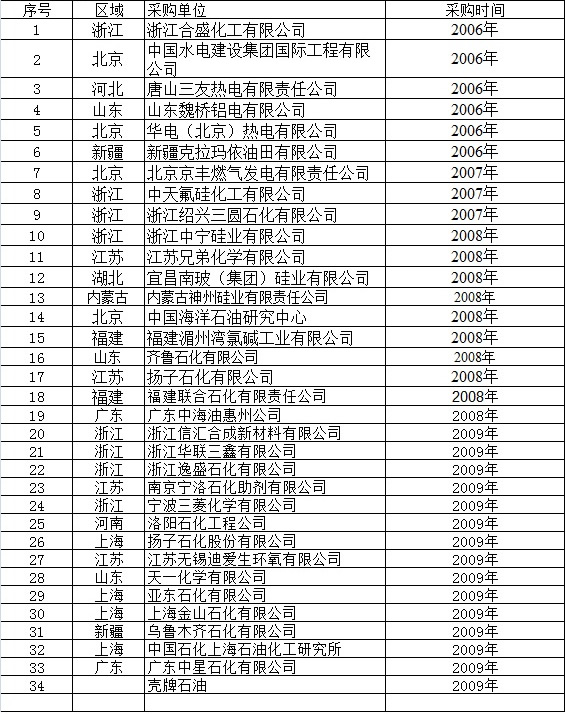 序号 区域 采购单位 采购时间
1 浙江 浙江合盛化工有限公司 2006年
2 北京 中国水电建设集团国际工程有限
公司 2006年
3 河北 唐山三友热电有限责任公司 2006年
4 山东 山东魏桥铝电有限公司 2006年
5 北京 华电（北京）热电有限公司 2006年
6 新疆 新疆克拉玛依油田有限公司 2006年
7 北京 北京京丰燃气发电有限责任公司 2007年
8 浙江 中天氟硅化工有限公司 2007年
9 浙江 浙江绍兴三圆石化有限公司 2007年
10 浙江 浙江中宁硅业有限公司 2008年
11 江苏 江苏兄弟化学有限公司 2008年
12 湖北 宜昌南玻（集团）硅业有限公司 2008年
13 内蒙古 内蒙古神州硅业有限责任公司 2008年
14 北京 中国海洋石油研究中心 2008年
15 福建 福建湄州湾氯碱工业有限公司 2008年
16 山东 齐鲁石化有限公司 2008年
17 江苏 扬子石化有限公司 2008年
18 福建 福建联合石化有限责任公司 2008年
19 广东 广东中海油惠州公司 2008年
20 浙江 浙江信汇合成新材料有限公司 2009年
21 浙江 浙江华联三鑫有限公司 2009年
22 浙江 浙江逸盛石化有限公司 2009年
23 江苏 南京宁洛石化助剂有限公司 2009年
24 浙江 宁波三菱化学有限公司 2009年
25 河南 洛阳石化工程公司 2009年
26 上海 扬子石化股份有限公司 2009年
27 江苏 江苏无锡迪爱生环氧有限公司 2009年
28 山东 天一化学有限公司 2009年
29 上海 亚东石化有限公司 2009年
30 上海 上海金山石化有限公司 2009年
31 新疆 乌鲁木齐石化有限公司 2009年
32 上海 中国石化上海石油化工研究所 2009年
33 广东 广东中星石化有限公司 2009年
34 壳牌石油 2009年